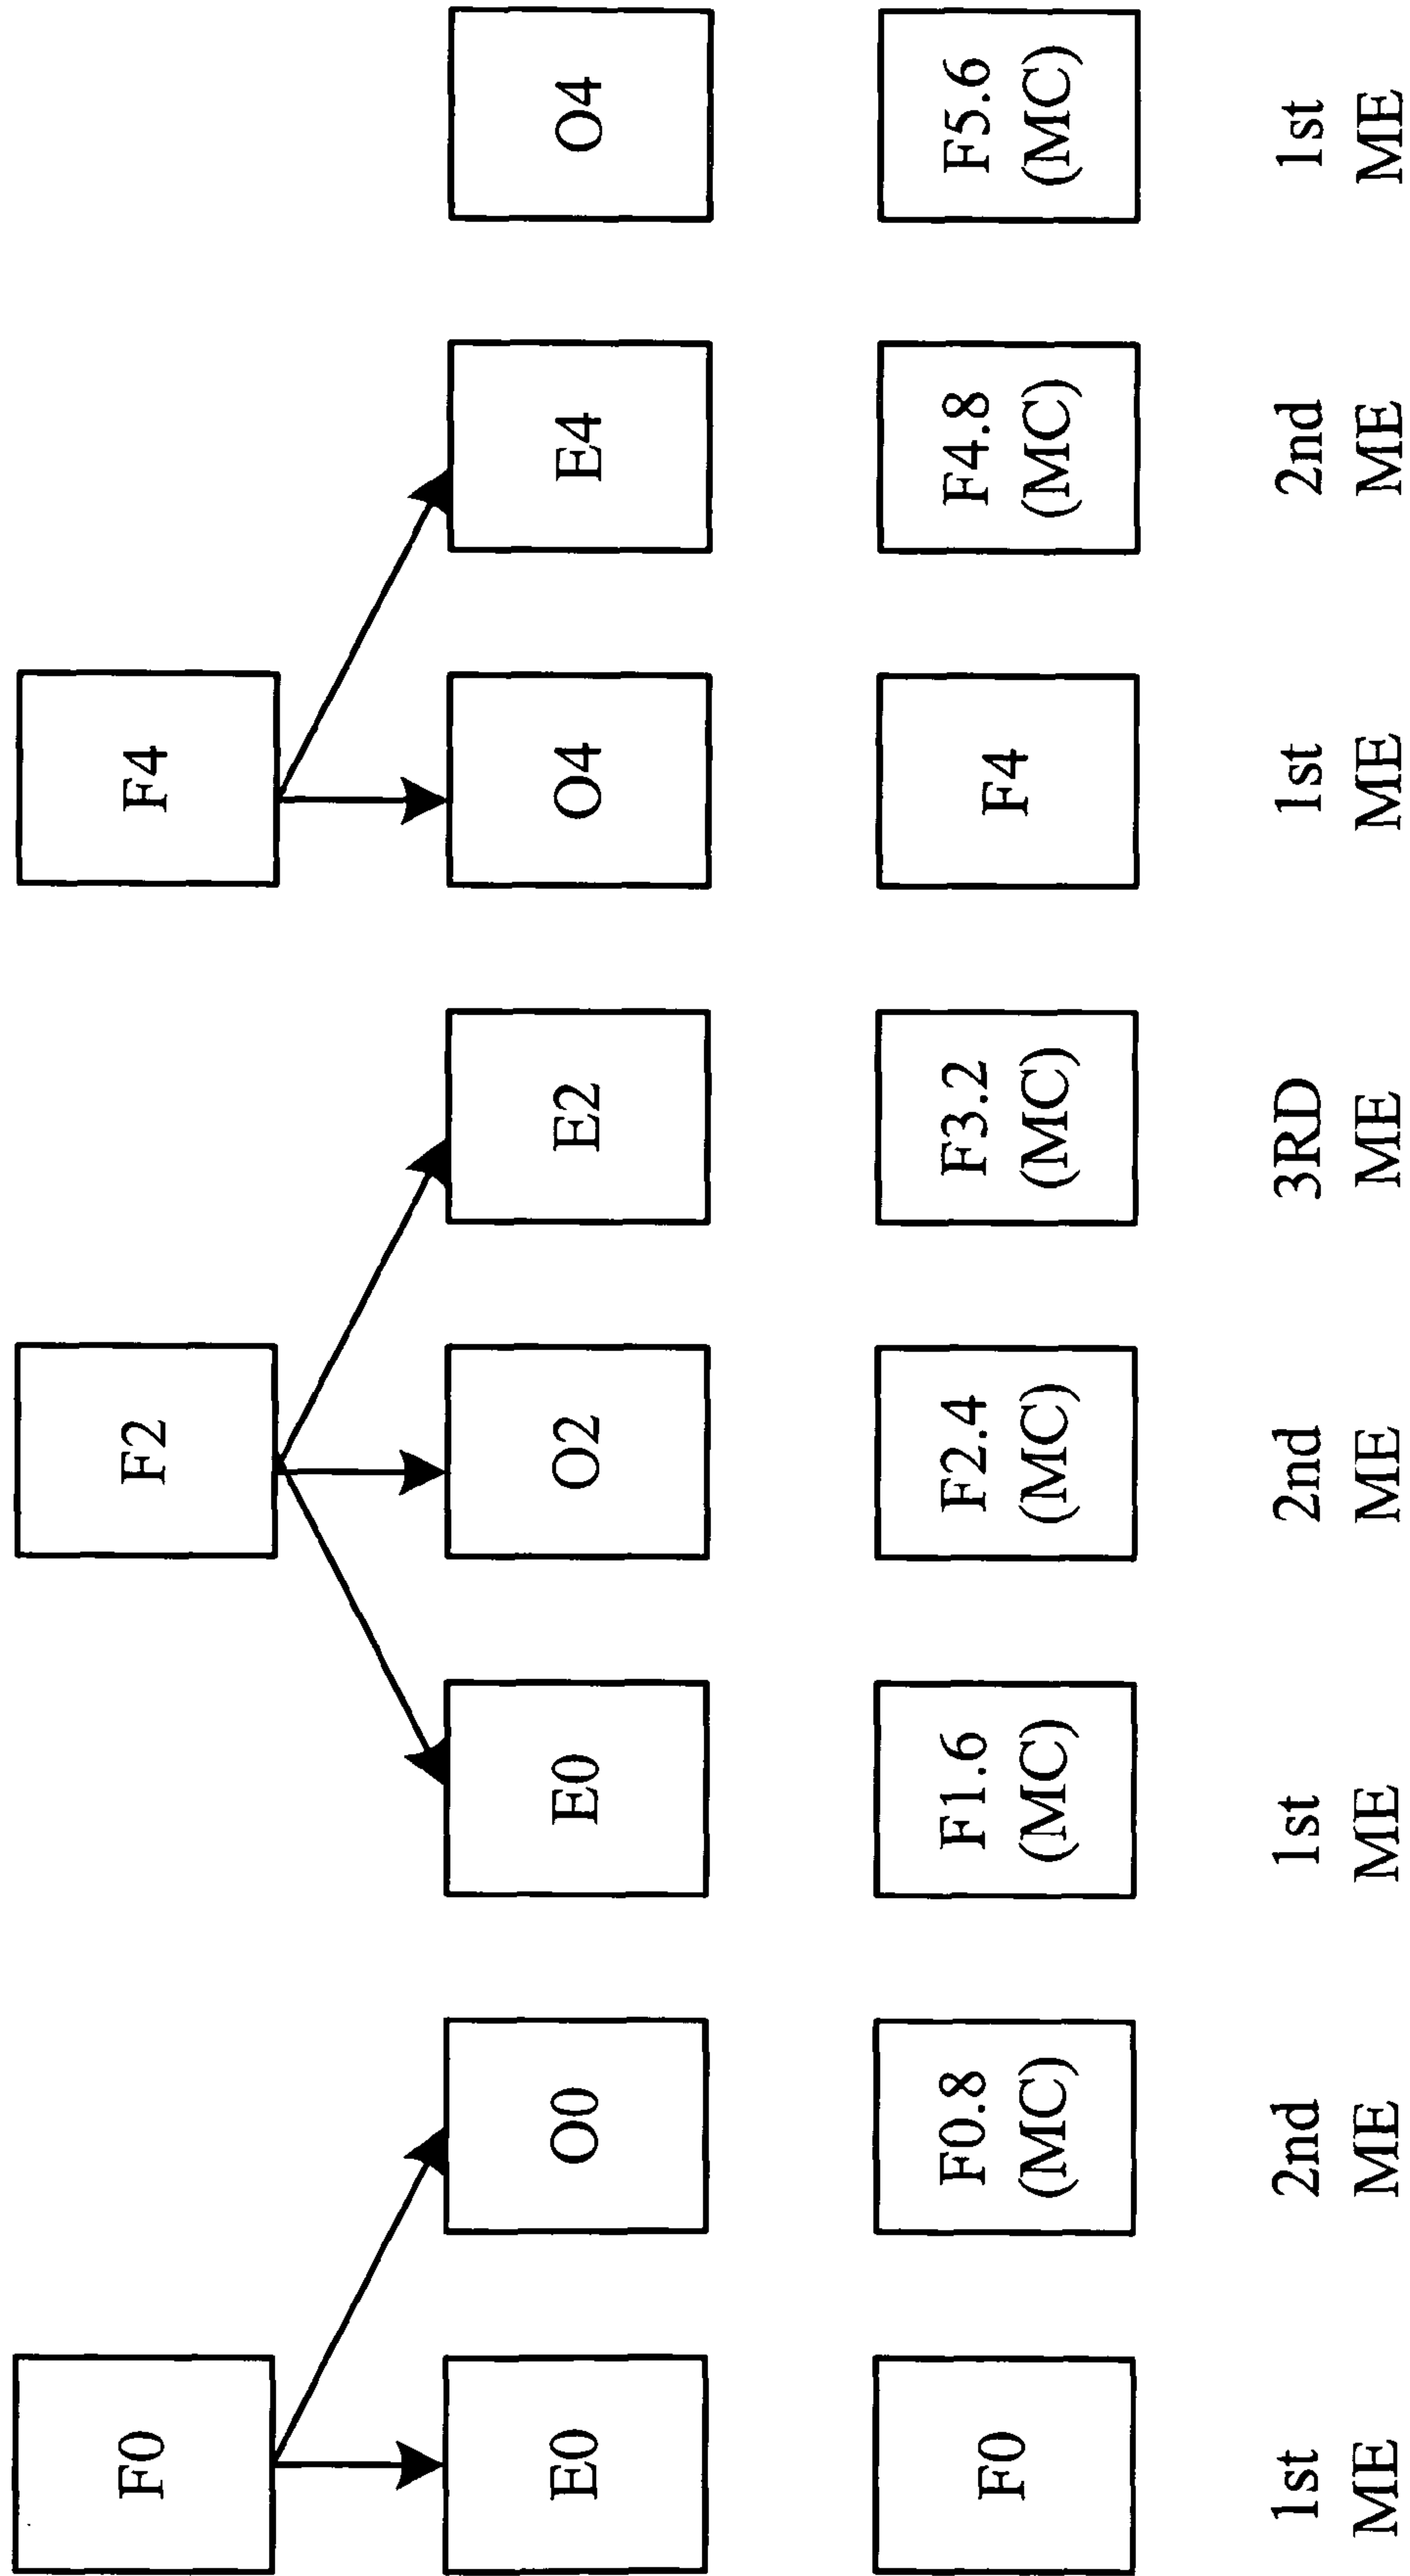 F0
F2
F4
E0
O0
E0
O2
E2
O4
E4
O4
F0
F0.8
(MC)
F1.6
(MC)
F2.4
(MC)
F3.2
(MC)
F4
F4.8
(MC)
F5.6
(MC)
1st
ME
2nd
ME
1st
ME
2nd
ME
3RD
ME
1st
ME
2nd
ME
1st
ME